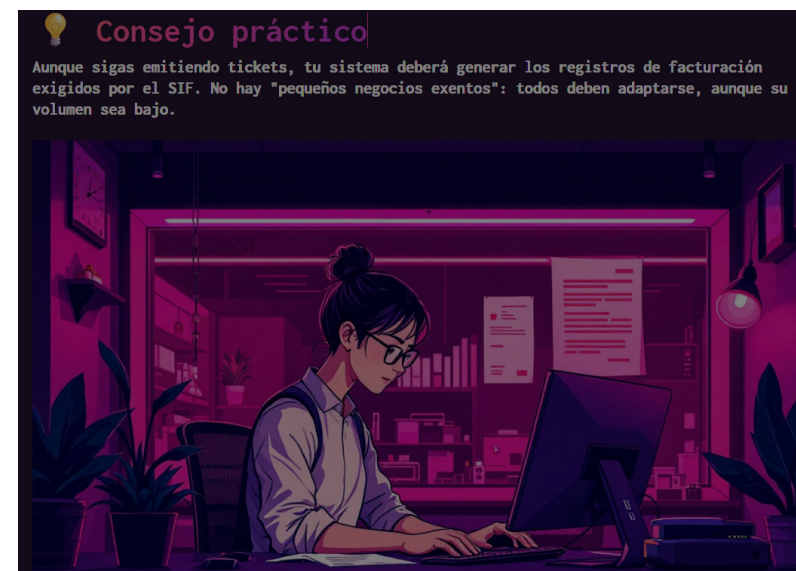 Consejo práctico
Aunque sigas emitiendo tickets, tu sistema deberá generar los registros de facturación
exigidos por el SIF. No hay "pequeños negocios exentos": todos deben adaptarse, aunque su
volumen sea bajo.